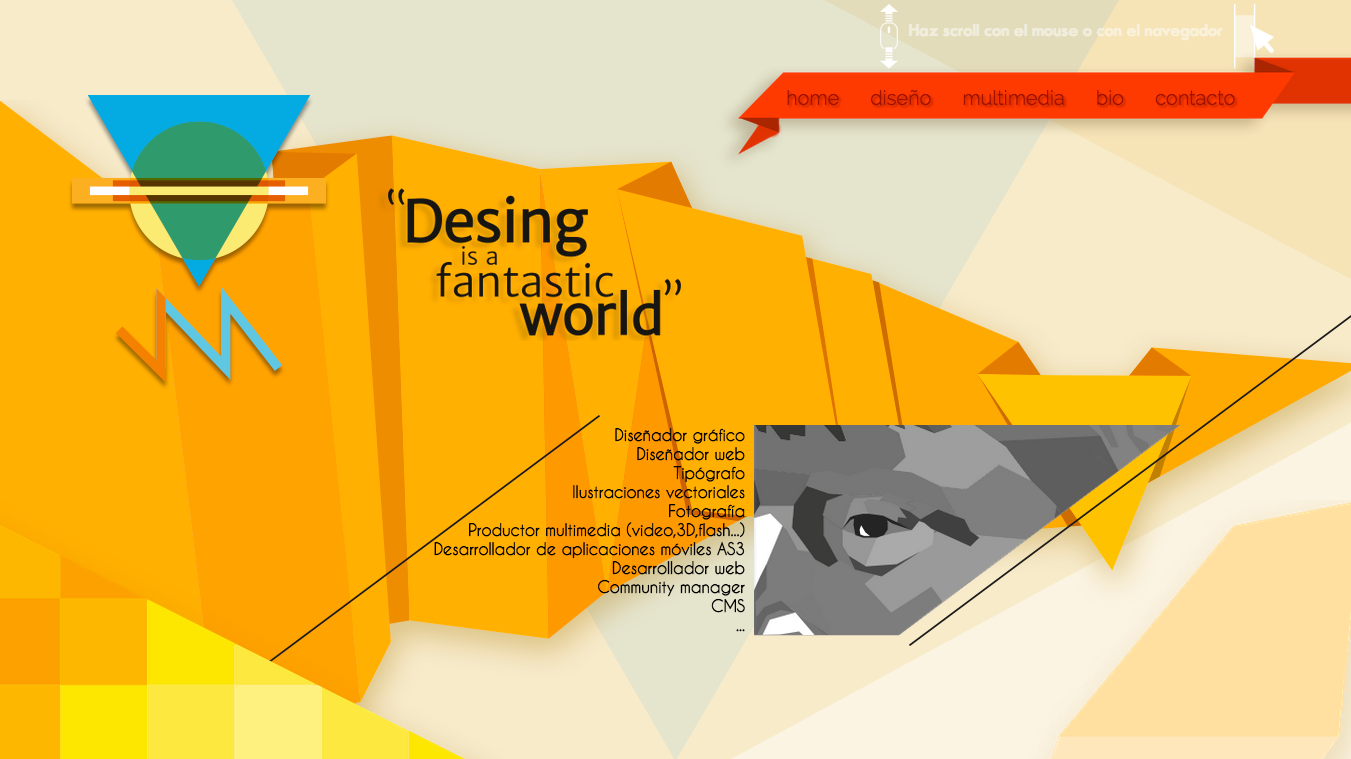 Haz scroll con el mouse o con el navegador
home diseño multimedia bio contacto
“Desing
is a
fantastic
world”
Diseñador gráfico
Diseñador web
Tipógrafo
Ilustraciones vectoriales
Fotografía
Productor multimedia (video,3D,flash...)
Desarrollador de aplicaciones móviles AS3
Desarrollador web
Community manager
CMS
...